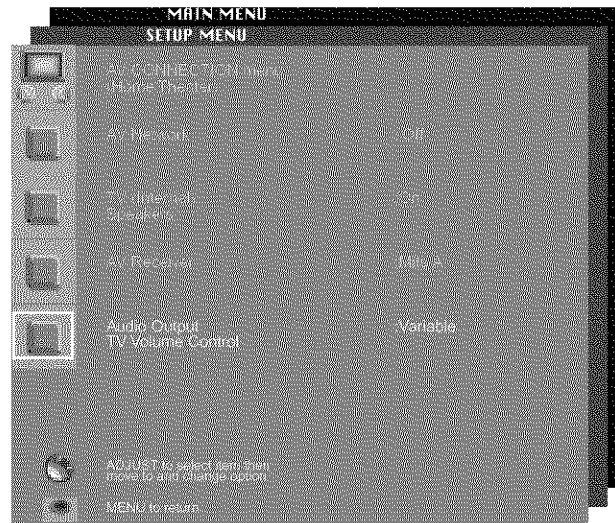 MAIN MENU
SETUP MENU
AV CONNECTION menu
(Home Theater)
AV Network :Off
TV (Internal) :On
Speakers
AV Receiver :Mits A
Audio Output :Variable
TV Volume Control
ADJUST to select item then
move to and change option
MENU to return